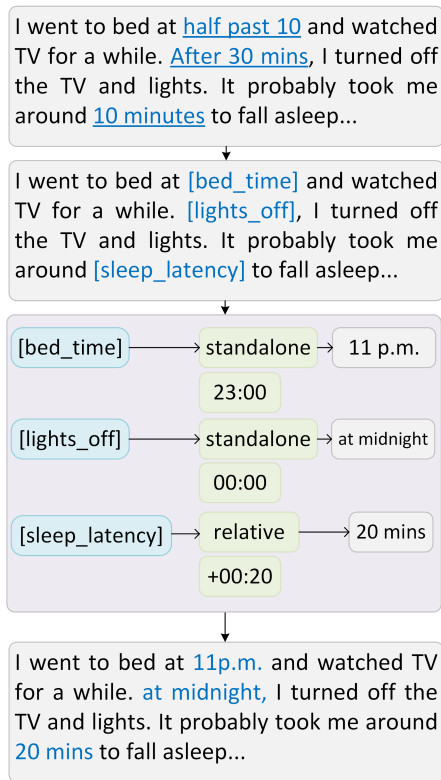 I went to bed at half past 10 and watched
TV for a while. After 30 mins, I turned off
the TV and lights. It probably took me
around 10 minutes to fall asleep...
I went to bed at [bed_time] and watched
TV for a while. [lights_off], I turned off
the TV and lights. It probably took me
around [sleep_latency] to fall asleep...
[bed_time] standalone 11 p.m.
23:00
[lights_off] standalone at midnight
00:00
[sleep_latency] relative 20 mins
+00:20
I went to bed at 11p.m. and watched TV
for a while. at midnight, I turned off the
TV and lights. It probably took me around
20 mins to fall asleep...